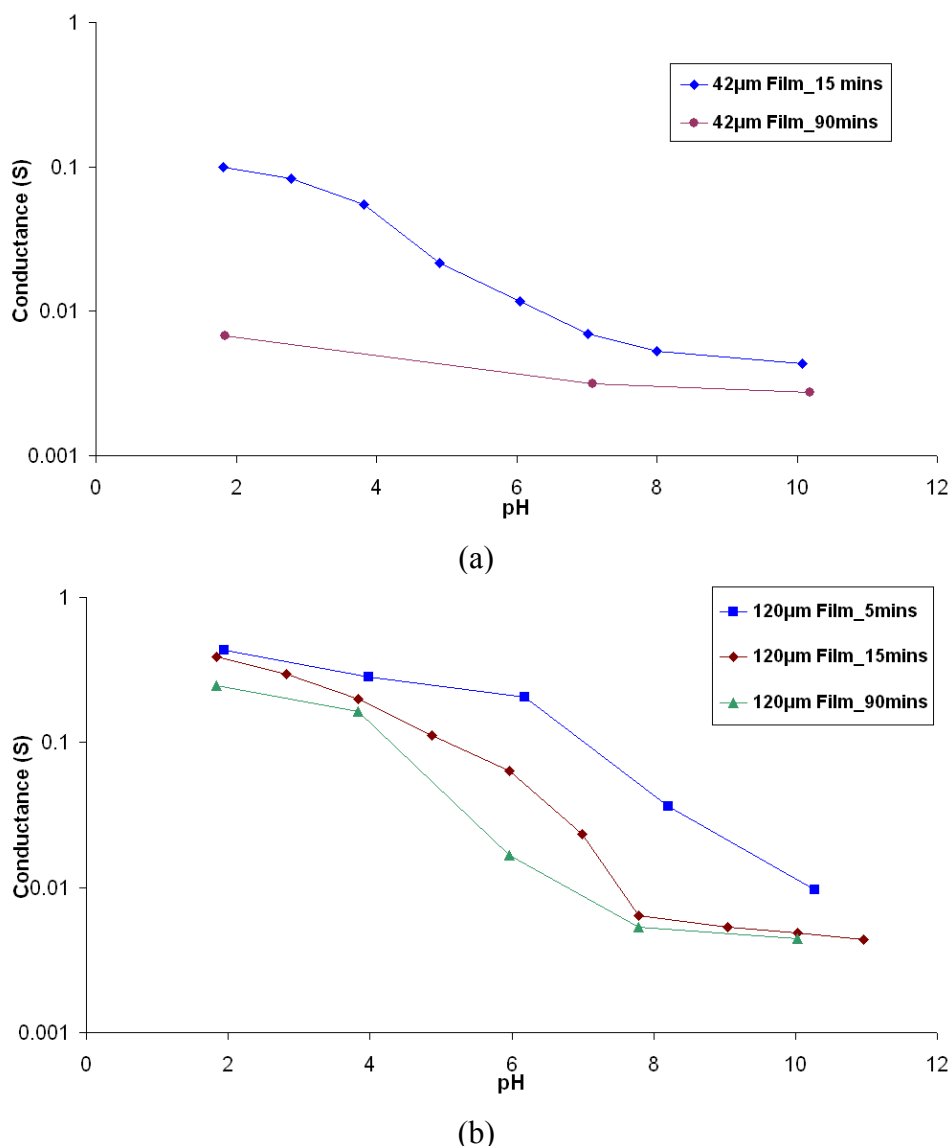 1
0.1
0.01
0.001
Conductance (S)
0 2 4 6 8 10 12
pH
42µm Film_15 mins
42µm Film_90mins
(a)
1
0.1
0.01
0.001
Conductance (S)
0 2 4 6 8 10 12
pH
120µm Film_5mins
120µm Film_15mins
120µm Film_90mins
(b)